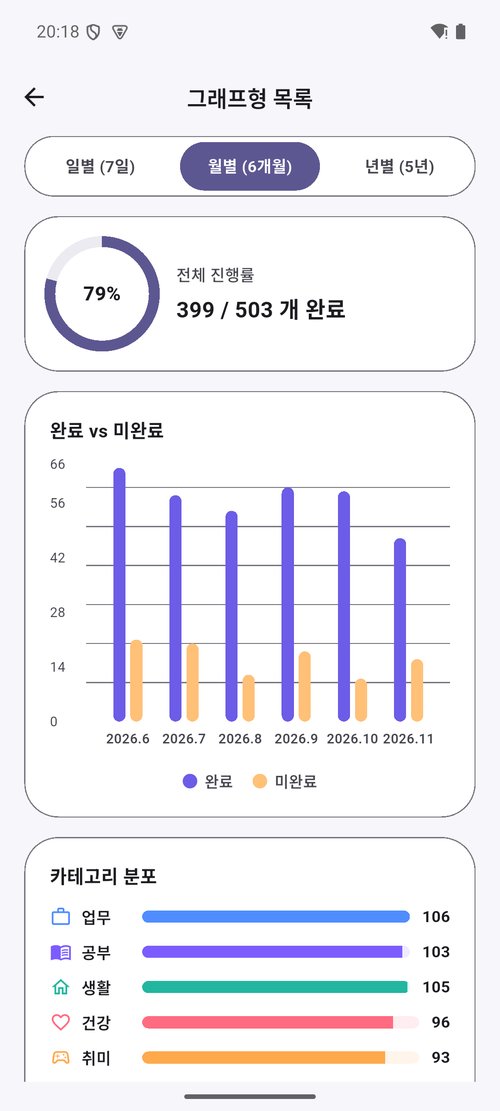 20:18
그래프형 목록
일별 (7일) 월별 (6개월) 년별 (5년)
79%
전체 진행률
399 / 503 개 완료
완료 vs 미완료
66
56
42
28
14
0
2026.6 2026.7 2026.8 2026.9 2026.10 2026.11
완료 미완료
카테고리 분포
업무 106
공부 103
생활 105
건강 96
취미 93